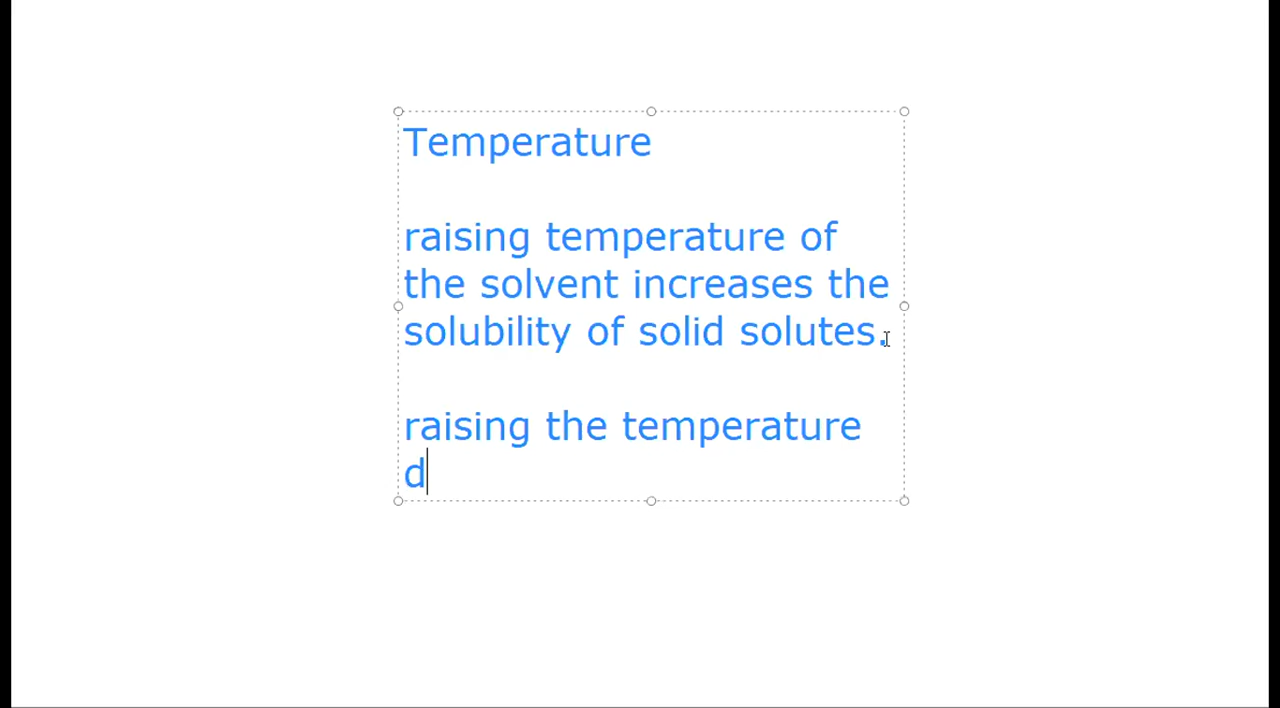 Temperature
raising temperature of
the solvent increases the
solubility of solid solutes.
raising the temperature
d